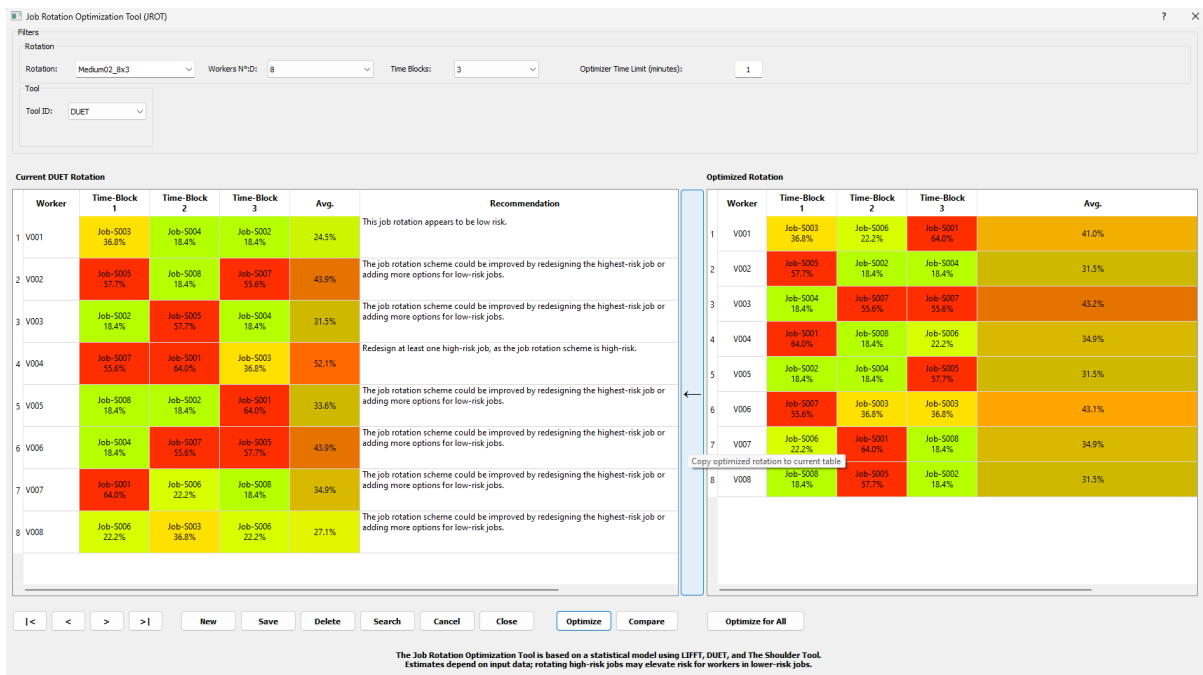 Job Rotation Optimization Tool (JROT)
?
X
Filters
Rotation
Rotation: Medium02_8x3 Workers N°:D: 8 Time Blocks: 3 Optimizer Time Limit (minutes): 1
Tool
Tool ID: DUET
Current DUET Rotation
Worker Time-Block 1 Time-Block 2 Time-Block 3 Avg. Recommendation
1 V001 Job-S003 36.8% Job-S004 18.4% Job-S002 18.4% 24.5% This job rotation appears to be low risk.
2 V002 Job-S005 57.7% Job-S008 18.4% Job-S007 55.6% 43.9% The job rotation scheme could be improved by redesigning the highest-risk job or adding more options for low-risk jobs.
3 V003 Job-S002 18.4% Job-S005 57.7% Job-S004 18.4% 31.5% The job rotation scheme could be improved by redesigning the highest-risk job or adding more options for low-risk jobs.
4 V004 Job-S007 55.6% Job-S001 64.0% Job-S003 36.8% 52.1% Redesign at least one high-risk job, as the job rotation scheme is high-risk.
5 V005 Job-S008 18.4% Job-S002 18.4% Job-S001 64.0% 33.6% The job rotation scheme could be improved by redesigning the highest-risk job or adding more options for low-risk jobs.
6 V006 Job-S004 18.4% Job-S007 55.6% Job-S005 57.7% 43.9% The job rotation scheme could be improved by redesigning the highest-risk job or adding more options for low-risk jobs.
7 V007 Job-S001 64.0% Job-S006 22.2% Job-S008 18.4% 34.9% The job rotation scheme could be improved by redesigning the highest-risk job or adding more options for low-risk jobs.
8 V008 Job-S006 22.2% Job-S003 36.8% Job-S006 22.2% 27.1% The job rotation scheme could be improved by redesigning the highest-risk job or adding more options for low-risk jobs.
←
Copy optimized rotation to current table
Optimized Rotation
Worker Time-Block 1 Time-Block 2 Time-Block 3 Avg.
1 V001 Job-S003 36.8% Job-S006 22.2% Job-S001 64.0% 41.0%
2 V002 Job-S005 57.7% Job-S002 18.4% Job-S004 18.4% 31.5%
3 V003 Job-S004 18.4% Job-S007 55.6% Job-S007 55.6% 43.2%
4 V004 Job-S001 64.0% Job-S008 18.4% Job-S006 22.2% 34.9%
5 V005 Job-S002 18.4% Job-S004 18.4% Job-S005 57.7% 31.5%
6 V006 Job-S007 55.6% Job-S003 36.8% Job-S003 36.8% 43.1%
7 V007 Job-S006 22.2% Job-S001 64.0% Job-S008 18.4% 34.9%
8 V008 Job-S008 18.4% Job-S005 57.7% Job-S002 18.4% 31.5%
|< < > >| New Save Delete Search Cancel Close Optimize Compare Optimize for All
The Job Rotation Optimization Tool is based on a statistical model using LIFFT, DUET, and The Shoulder Tool.
Estimates depend on input data; rotating high-risk jobs may elevate risk for workers in lower-risk jobs.